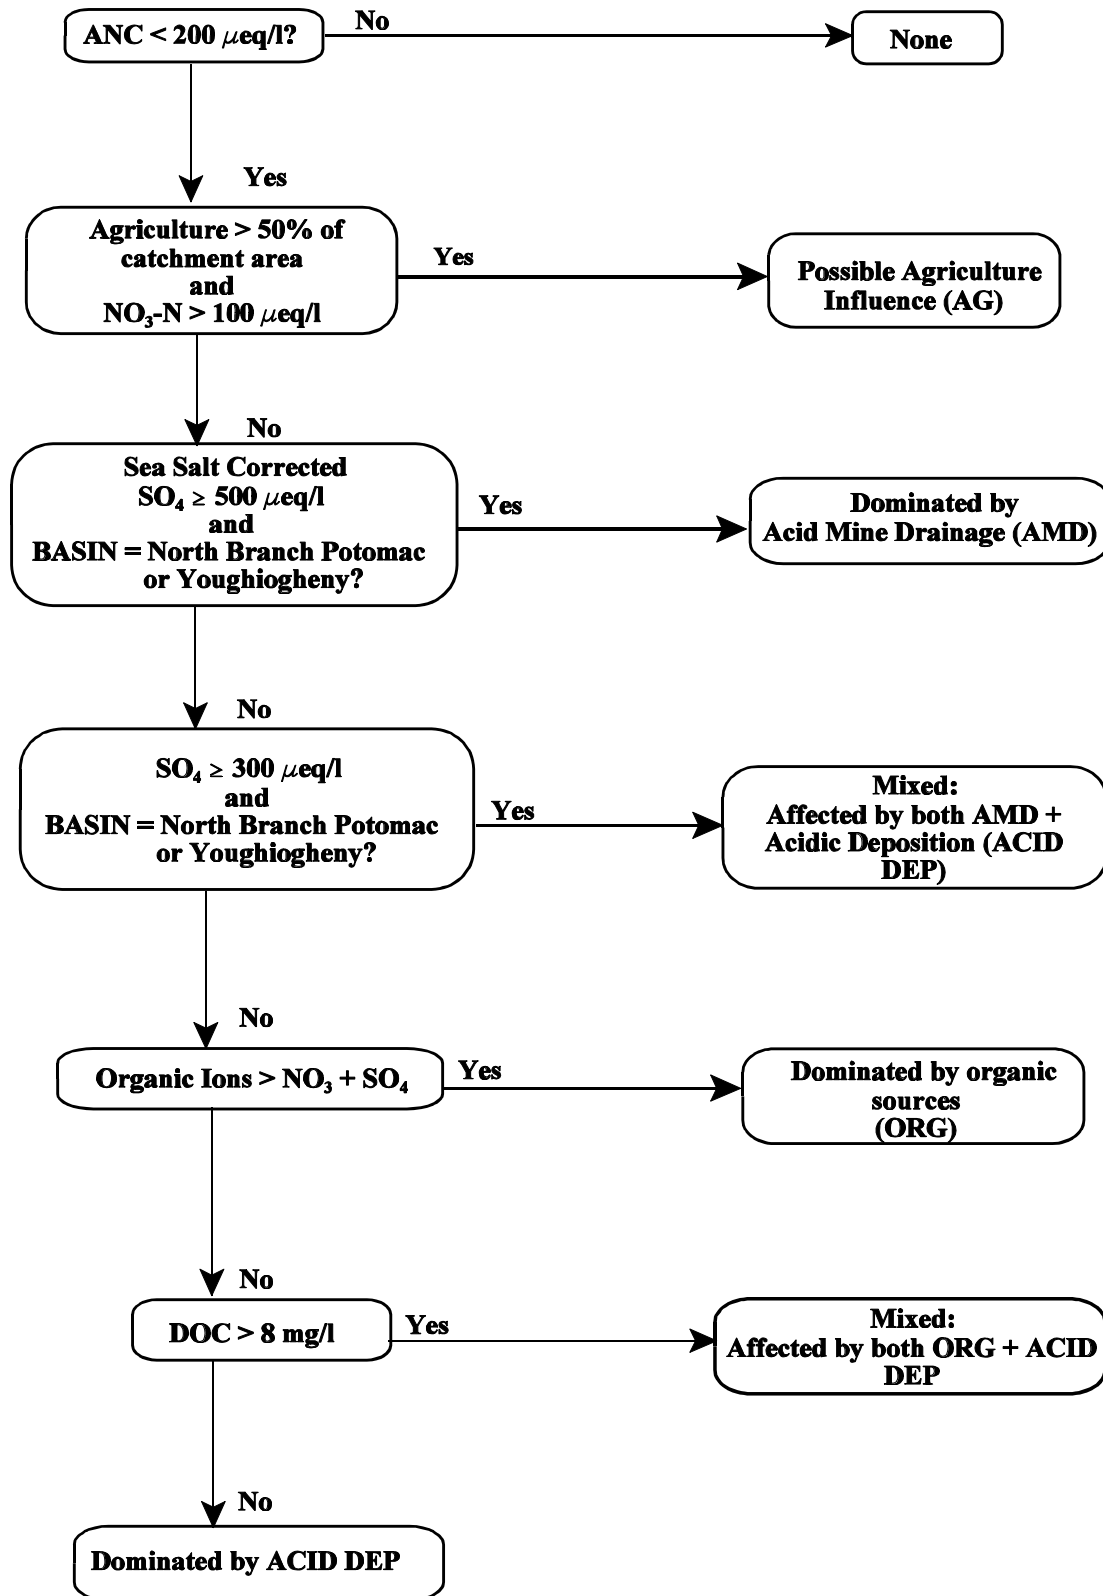 ANC < 200 μeq/l?
No
None
Yes
Agriculture > 50% of
catchment area
and
NO₃-N > 100 μeq/l
Yes
Possible Agriculture
Influence (AG)
No
Sea Salt Corrected
SO₄ ≥ 500 μeq/l
and
BASIN = North Branch Potomac
or Youghiogheny?
Yes
Dominated by
Acid Mine Drainage (AMD)
No
SO₄ ≥ 300 μeq/l
and
BASIN = North Branch Potomac
or Youghiogheny?
Yes
Mixed:
Affected by both AMD +
Acidic Deposition (ACID
DEP)
No
Organic Ions > NO₃ + SO₄
Yes
Dominated by organic
sources
(ORG)
No
DOC > 8 mg/l
Yes
Mixed:
Affected by both ORG + ACID
DEP
No
Dominated by ACID DEP